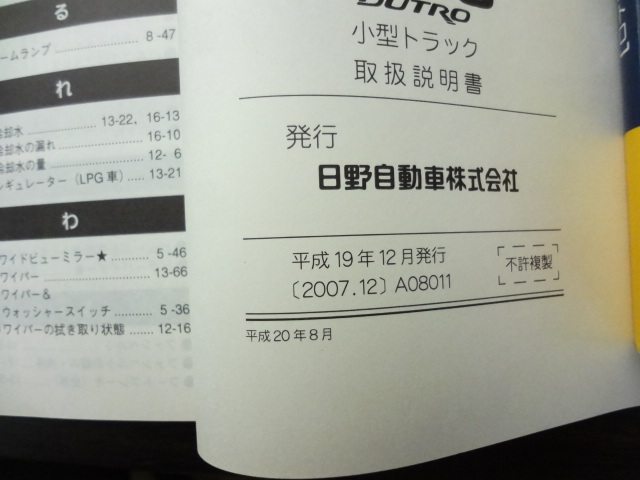 る
ームランプ 8-47
れ
冷却水 ............ 13-22, 16-13
冷却水の漏れ ............ 16-10
冷却水の量 ............ 12- 6
レギュレーター（LPG車）..... 13-21
わ
ワイドビューミラー★ ........... 5-46
ワイパー ............ 13-66
ワイパー＆
ウォッシャースイッチ ......... 5-36
ワイパーの拭き取り状態 ....... 12-16
DUTRO
小型トラック
取扱説明書
発行
日野自動車株式会社
平成19年12月発行
〔2007.12〕A08011
不許複製
平成20年8月